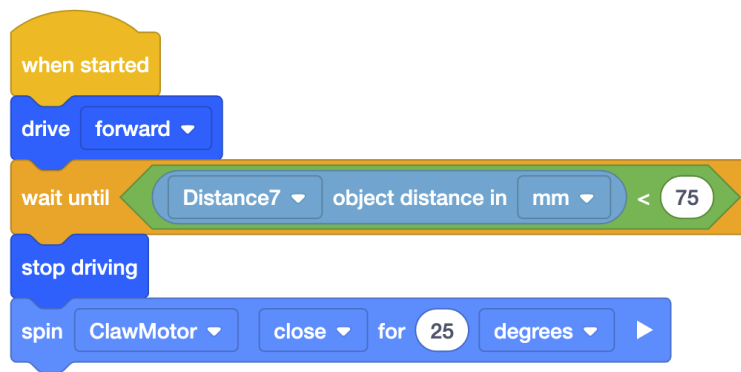 when started
drive forward
wait until Distance7 object distance in mm < 75
stop driving
spin ClawMotor close for 25 degrees